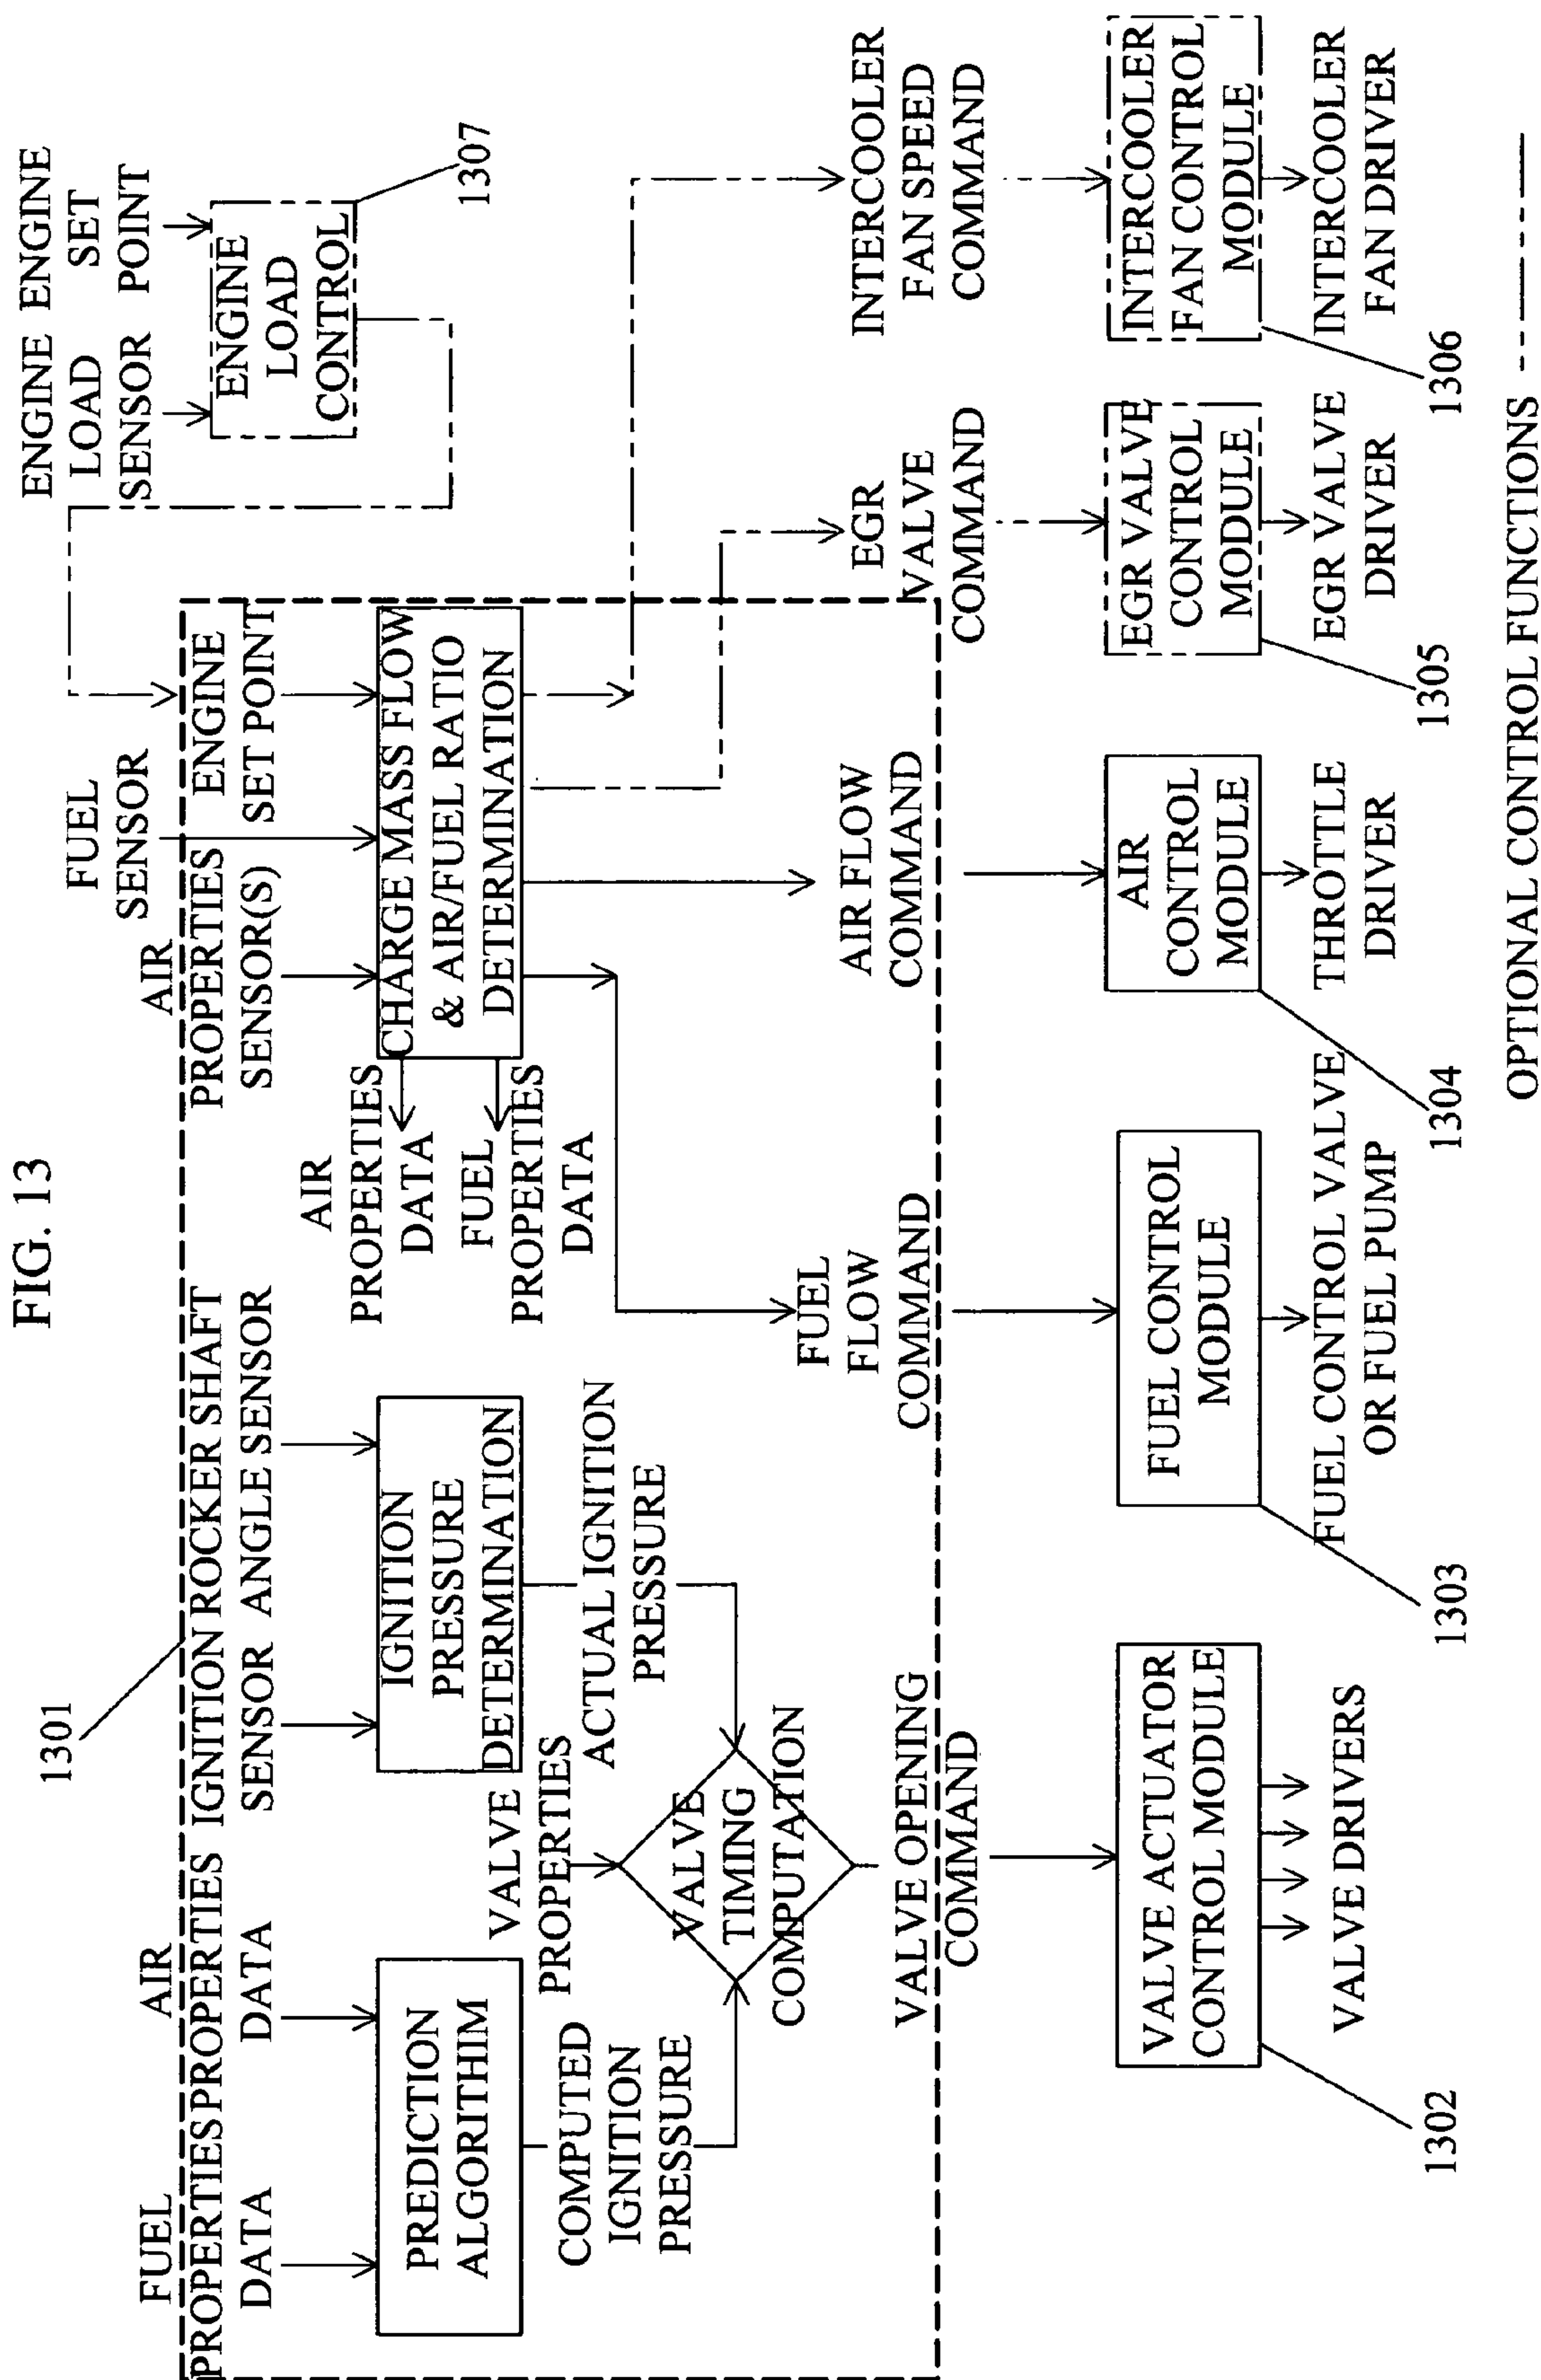 FIG. 13
1301
FUEL
PROPERTIES
DATA
AIR
PROPERTIES
DATA
IGNITION
SENSOR
ROCKER SHAFT
ANGLE SENSOR
AIR
PROPERTIES
SENSOR(S)
FUEL
SENSOR
ENGINE
SET POINT
ENGINE
LOAD
SENSOR
ENGINE
SET
POINT
ENGINE
LOAD
CONTROL
1307
PREDICTION
ALGORITHIM
IGNITION
PRESSURE
DETERMINATION
CHARGE MASS FLOW
& AIR/FUEL RATIO
DETERMINATION
AIR
PROPERTIES
DATA
FUEL
PROPERTIES
DATA
COMPUTED
IGNITION
PRESSURE
VALVE
PROPERTIES
ACTUAL IGNITION
PRESSURE
VALVE
TIMING
COMPUTATION
VALVE OPENING
COMMAND
FUEL
FLOW
COMMAND
AIR FLOW
COMMAND
EGR
VALVE
COMMAND
INTERCOOLER
FAN SPEED
COMMAND
VALVE ACTUATOR
CONTROL MODULE
FUEL CONTROL
MODULE
AIR
CONTROL
MODULE
EGR VALVE
CONTROL
MODULE
INTERCOOLER
FAN CONTROL
MODULE
VALVE DRIVERS
FUEL CONTROL VALVE
OR FUEL PUMP
THROTTLE
DRIVER
EGR VALVE
DRIVER
INTERCOOLER
FAN DRIVER
1302
1303
1304
1305
1306
OPTIONAL CONTROL FUNCTIONS